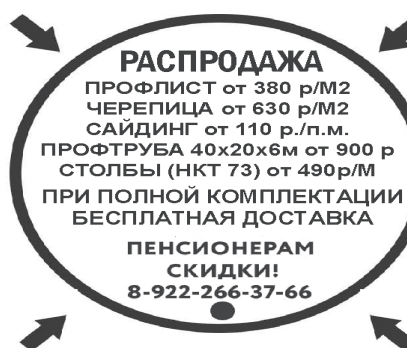 РАСПРОДАЖА
ПРОФЛИСТ от 380 р/М2
ЧЕРЕПИЦА от 630 р/М2
САЙДИНГ от 110 р./п.м.
ПРОФТРУБА 40х20х6м от 900 р
СТОЛБЫ (НКТ 73) от 490р/М
ПРИ ПОЛНОЙ КОМПЛЕКТАЦИИ
БЕСПЛАТНАЯ ДОСТАВКА
ПЕНСИОНЕРАМ
СКИДКИ!
8-922-266-37-66